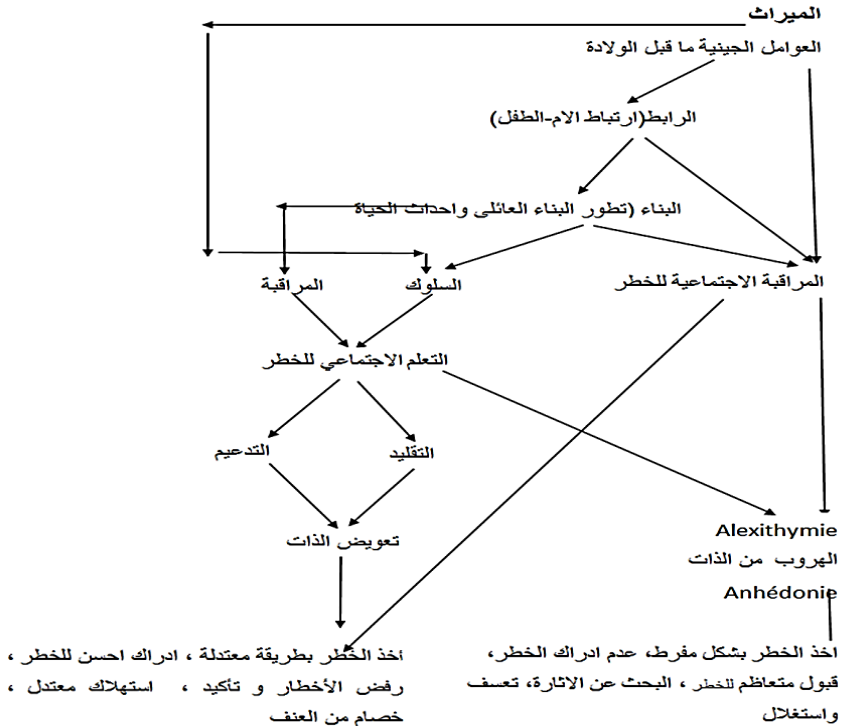 الميراث
العوامل الجينية ما قبل الولادة
الرابط(ارتباط الام-الطفل)
البناء (تطور البناء العائلى واحداث الحياة
المراقبة الاجتماعية للخطر
السلوك
المراقبة
التعلم الاجتماعي للخطر
التقليد
التدعيم
تعويض الذات
Alexithymie
الهروب من الذات
Anhédonie
اخذ الخطر بشكل مفرط، عدم ادراك الخطر،
قبول متعاظم للخطر ، البحث عن الاثارة، تعسف
واستغلال
أخذ الخطر بطريقة معتدلة ، ادراك احسن للخطر ،
رفض الأخطار و تأكيد ، استهلاك معتدل ،
خصام من العنف